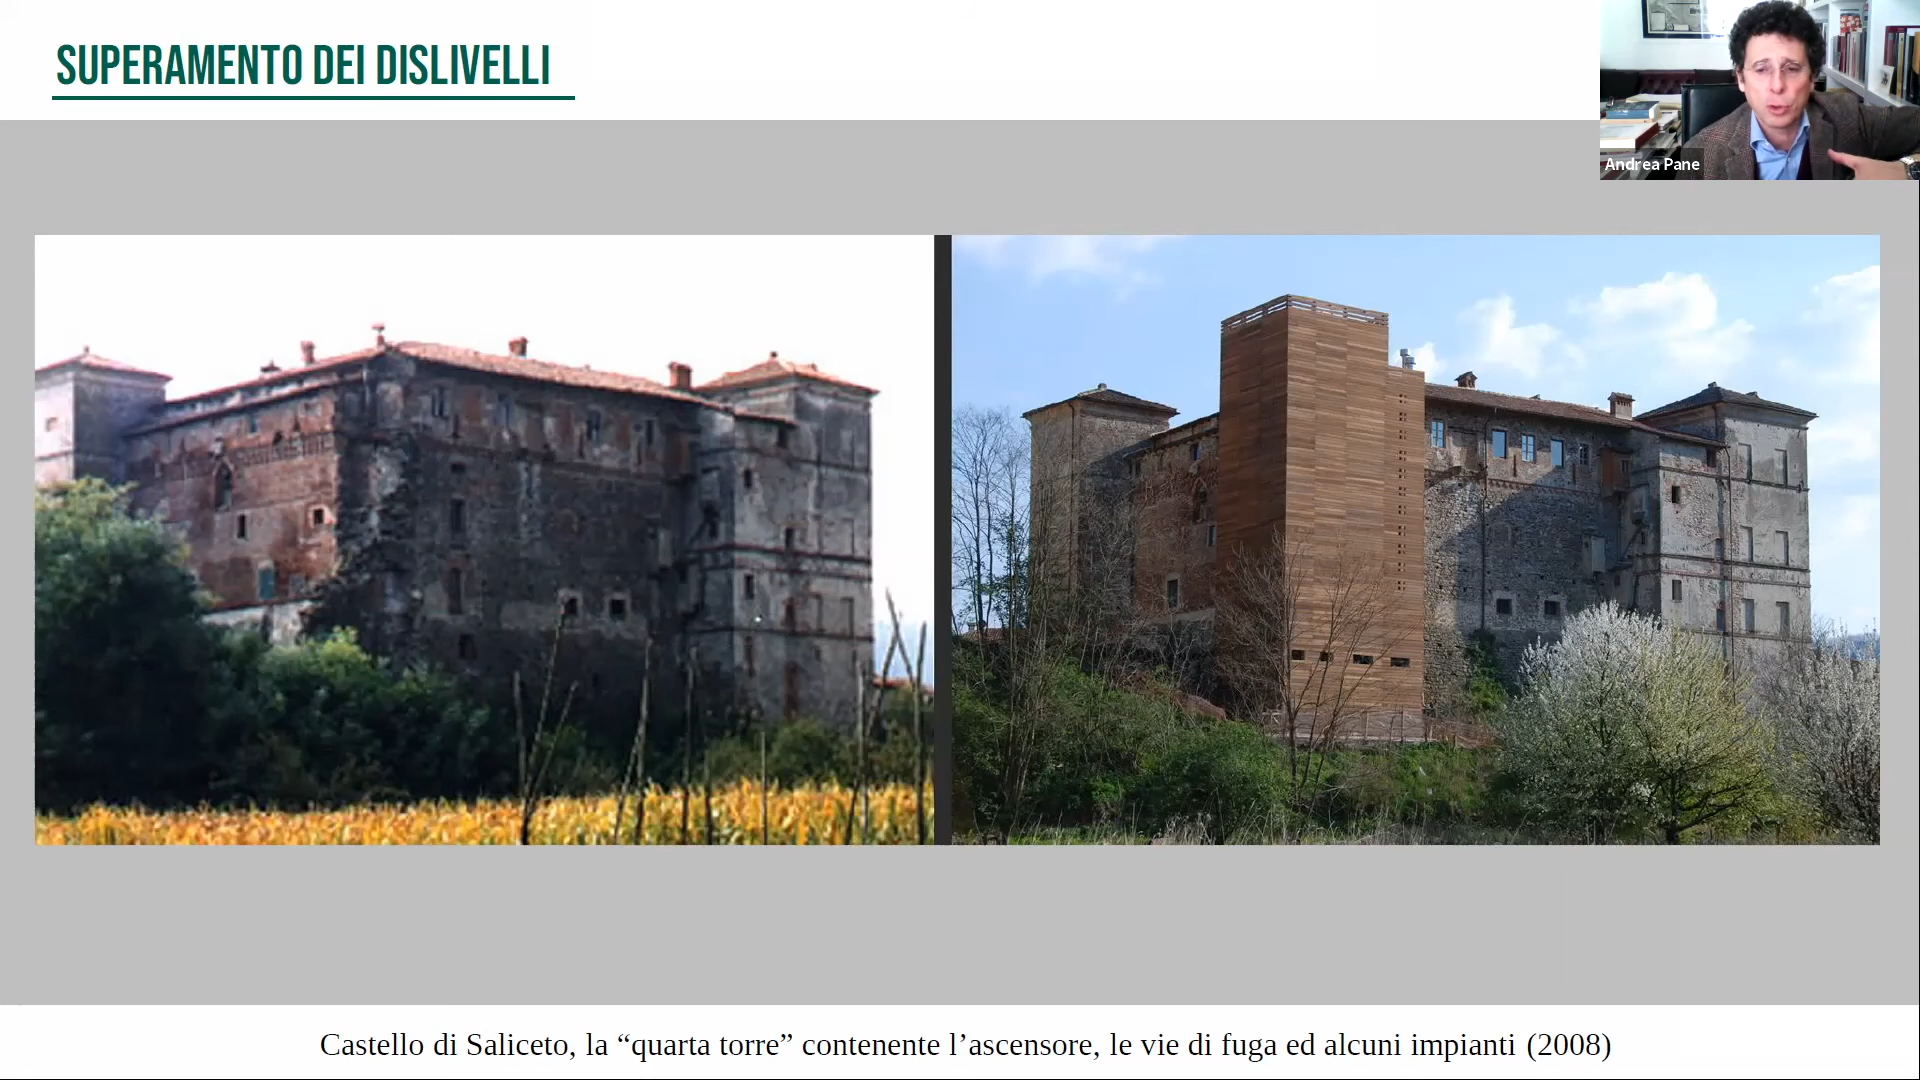 SUPERAMENTO DEI DISLIVELLI
Andrea Pane
Castello di Saliceto, la “quarta torre” contenente l’ascensore, le vie di fuga ed alcuni impianti (2008)